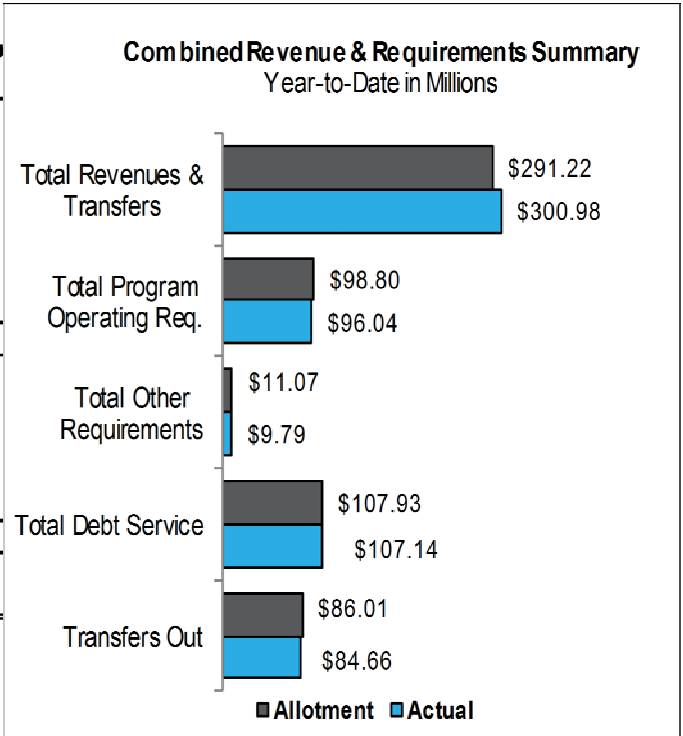 Combined Revenue & Requirements Summary
Year-to-Date in Millions
Total Revenues &
Transfers
$291.22
$300.98
Total Program
Operating Req.
$98.80
$96.04
Total Other
Requirements
$11.07
$9.79
Total Debt Service
$107.93
$107.14
Transfers Out
$86.01
$84.66
Allotment Actual